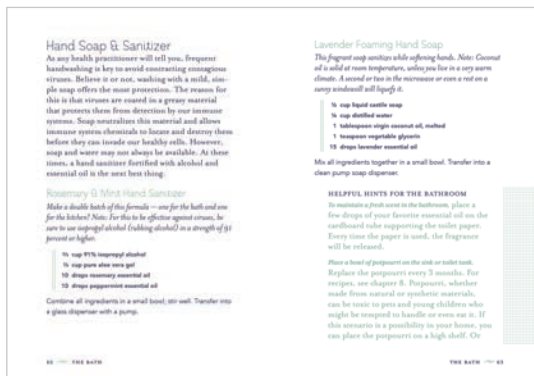 Hand Soap & Sanitizer
As any health practitioner will tell you, frequent
handwashing is key to avoid contracting contagious
viruses. Believe it or not, washing with a mild, sim-
ple soap offers the most protection. The reason for
this is that viruses are coated in a greasy material
that protects them from detection by our immune
systems. Soap neutralizes this material and allows
immune system chemicals to locate and destroy them
before they can invade our healthy cells. However,
soap and water may not always be available. At these
times, a hand sanitizer fortified with alcohol and
essential oil is the next best thing.
Rosemary & Mint Hand Sanitizer
Make a double batch of this formula — one for the bath and one
for the kitchen! Note: For this to be effective against viruses, be
sure to use isopropyl alcohol (rubbing alcohol) in a strength of 91
percent or higher.
cup 91% isopropyl alcohol
cup pure aloe vera gel
10 drops rosemary essential oil
10 drops peppermint essential oil
Combine all ingredients in a small bowl; stir well. Transfer into
a glass dispenser with a pump.
THE BATH
Lavender Foaming Hand Soap
This fragrant soap sanitizes while softening hands. Note: Coconut
oil is solid at room temperature, unless you live in a very warm
climate. A second or two in the microwave or even a rest on a
sunny windowsill will liquefy it.
cup liquid castile soap
cup distilled water
1 tablespoon virgin coconut oil, melted
1 teaspoon vegetable glycerin
15 drops lavender essential oil
Mix all ingredients together in a small bowl. Transfer into a
clean pump soap dispenser.
HELPFUL HINTS FOR THE BATHROOM
To maintain a fresh scent in the bathroom, place a
few drops of your favorite essential oil on the
cardboard tube supporting the toilet paper.
Every time the paper is used, the fragrance
will be released.
Place a bowl of potpourri on the sink or toilet tank.
Replace the potpourri every 3 months. For
recipes, see chapter 8. Potpourri, whether
made from natural or synthetic materials,
can be toxic to pets and young children who
might be tempted to handle or even eat it. If
this scenario is a possibility in your home, you
can place the potpourri on a high shelf. Or
THE BATH